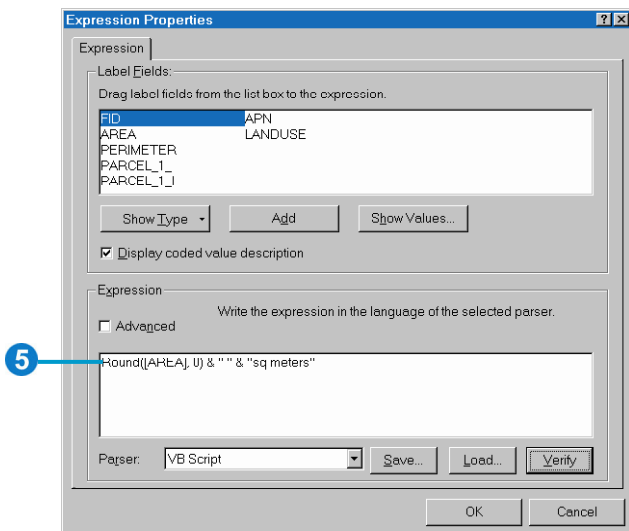 Expression Properties
Expression
Label Fields:
Drag label fields from the list box to the expression.
FID APN
AREA LANDUSE
PERIMETER
PARCEL_1_
PARCEL_1_I
Show Type Add Show Values...
Display coded value description
Expression
Write the expression in the language of the selected parser.
Advanced
5
Round([AREA], 0) & " " & "sq meters"
Parser: VB Script Save... Load... Verify
OK Cancel